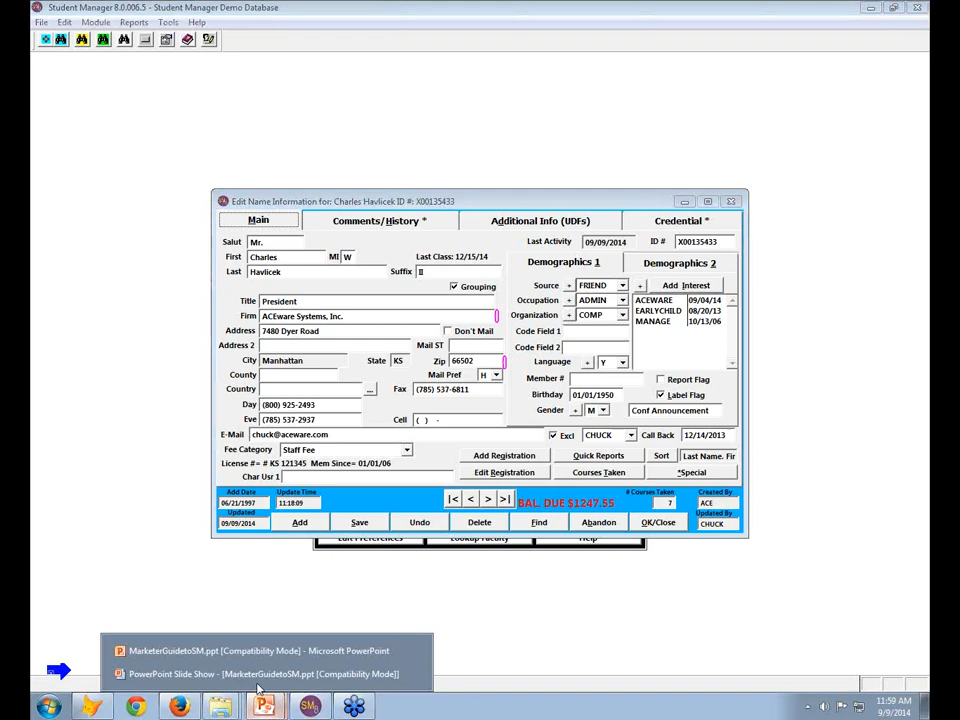 Student Manager 8.0.006.5 - Student Manager Demo Database
File Edit Module Reports Tools Help
Edit Name Information for: Charles Havlicek ID #: X00135433
Main Comments/History * Additional Info (UDFs) Credential *
Salut Mr. Last Activity 09/09/2014 ID # X00135433
First Charles MI W Last Class: 12/15/14 Demographics 1 Demographics 2
Last Havlicek Suffix II
Grouping Source + FRIEND + Add Interest
Title President Occupation + ADMIN ACEWARE 09/04/14
Firm ACEware Systems, Inc. Organization + COMP EARLYCHILD 08/20/13
MANAGE 10/13/06
Address 7480 Dyer Road Don't Mail Code Field 1
Address 2 Mail ST Code Field 2
City Manhattan State KS Zip 66502 Language + Y
County Mail Pref H Member # Report Flag
Country ... Fax (785) 537-6811 Birthday 01/01/1950 Label Flag
Day (800) 925-2493 Gender + M Conf Announcement
Eve (785) 537-2937 Cell ( ) -
E-Mail chuck@aceware.com Excl CHUCK Call Back 12/14/2013
Fee Category Staff Fee Add Registration Quick Reports Sort Last Name. Fir
License #= # KS 121345 Mem Since= 01/01/06 Edit Registration Courses Taken *Special
Char Usr 1
Add Date Update Time |< < > >| BAL. DUE $1247.55 # Courses Taken Created By
06/21/1997 11:18:09 7 ACE
Updated Updated By
09/09/2014 Add Save Undo Delete Find Abandon OK/Close CHUCK
Edit Preferences Lookup Faculty Help
MarketerGuidetoSM.ppt [Compatibility Mode] - Microsoft PowerPoint
PowerPoint Slide Show - [MarketerGuidetoSM.ppt [Compatibility Mode]]
SM
11:59 AM
9/9/2014